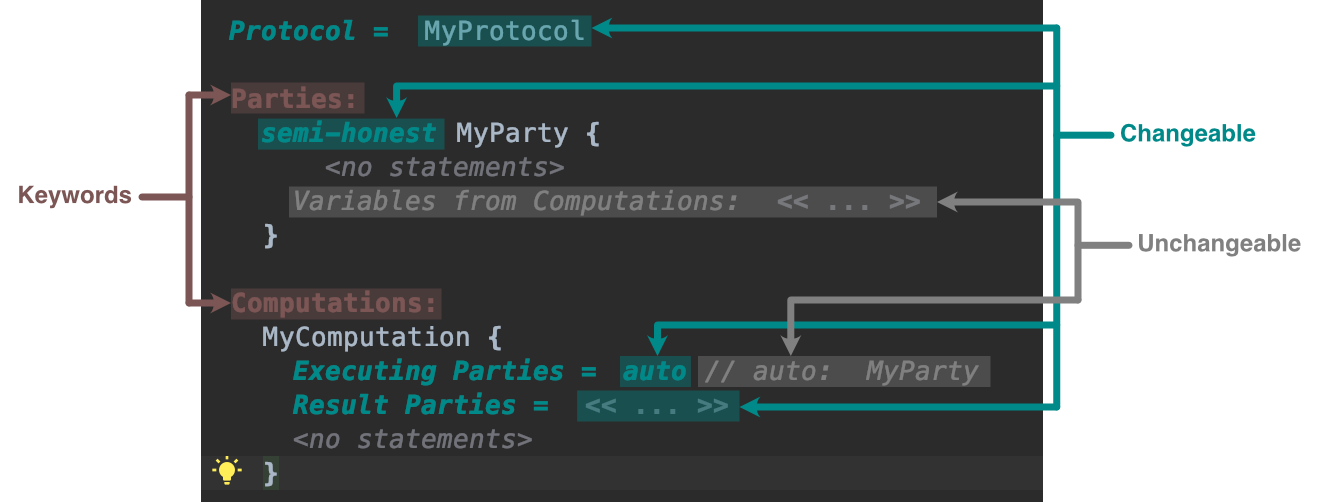 Protocol = MyProtocol
Parties:
semi-honest MyParty {
Changeable
<no statements>
Keywords
Variables from Computations: << ... >>
}
Unchangeable
Computations:
MyComputation {
Executing Parties = auto // auto: MyParty
Result Parties = << ... >>
<no statements>
}